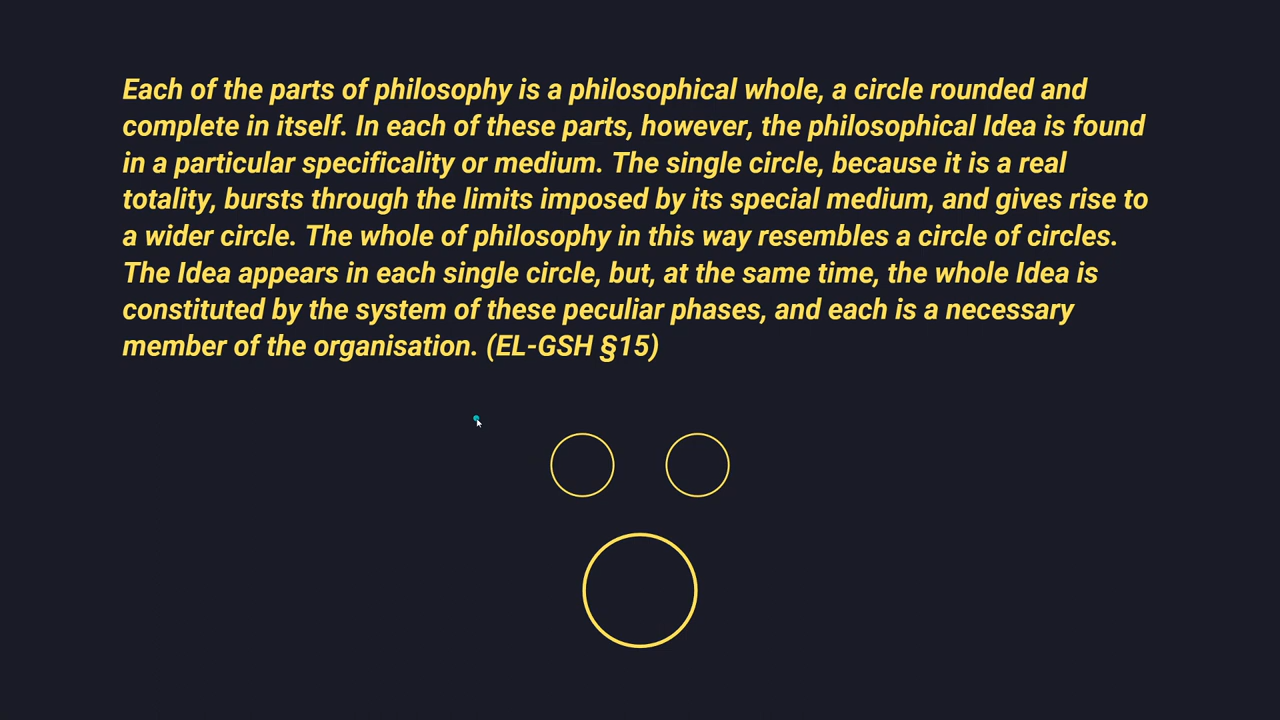 Each of the parts of philosophy is a philosophical whole, a circle rounded and
complete in itself. In each of these parts, however, the philosophical Idea is found
in a particular specificality or medium. The single circle, because it is a real
totality, bursts through the limits imposed by its special medium, and gives rise to
a wider circle. The whole of philosophy in this way resembles a circle of circles.
The Idea appears in each single circle, but, at the same time, the whole Idea is
constituted by the system of these peculiar phases, and each is a necessary
member of the organisation. (EL-GSH §15)